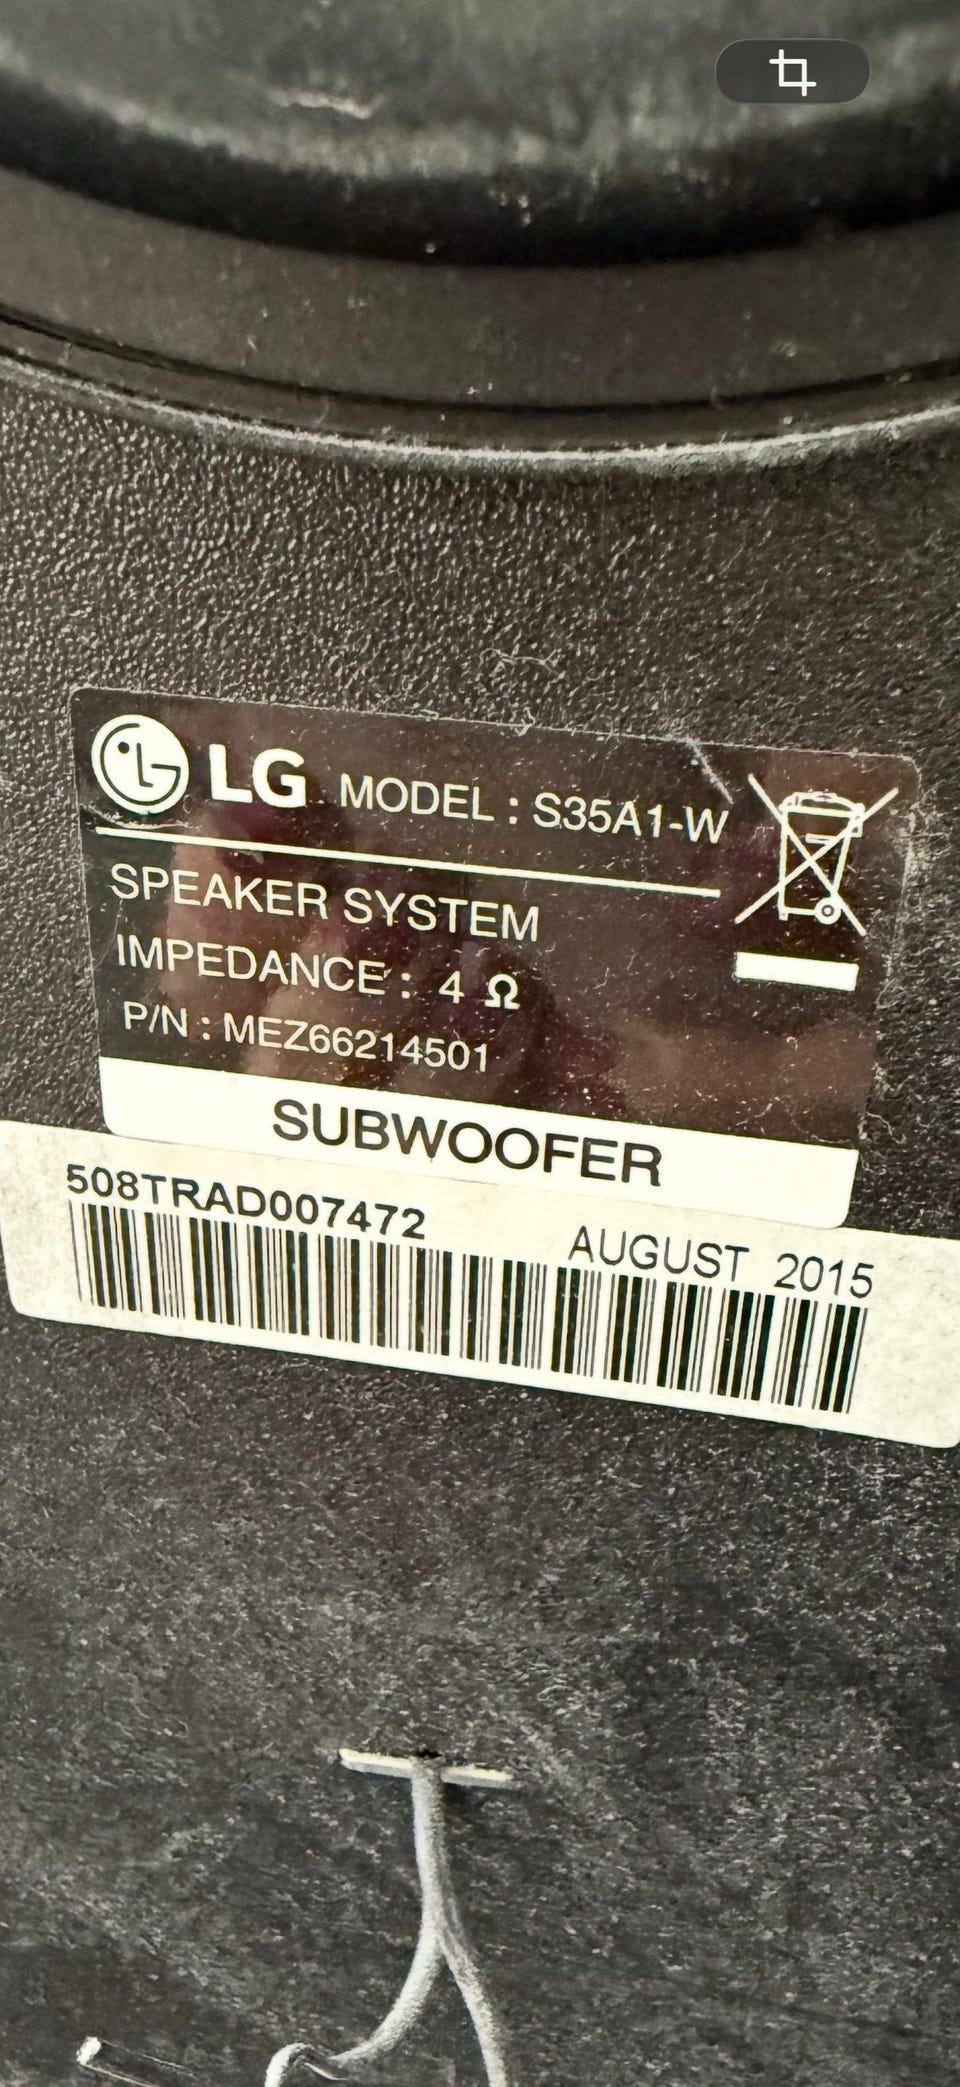 LG MODEL : S35A1-W
SPEAKER SYSTEM
IMPEDANCE : 4 Ω
P/N : MEZ66214501
SUBWOOFER
508TRAD007472
AUGUST 2015